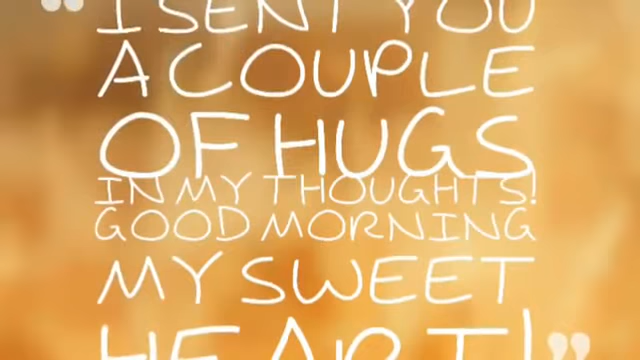 “I SENT YOU
A COUPLE
OF HUGS
IN MY THOUGHTS!
GOOD MORNING
MY SWEET
HEART!”